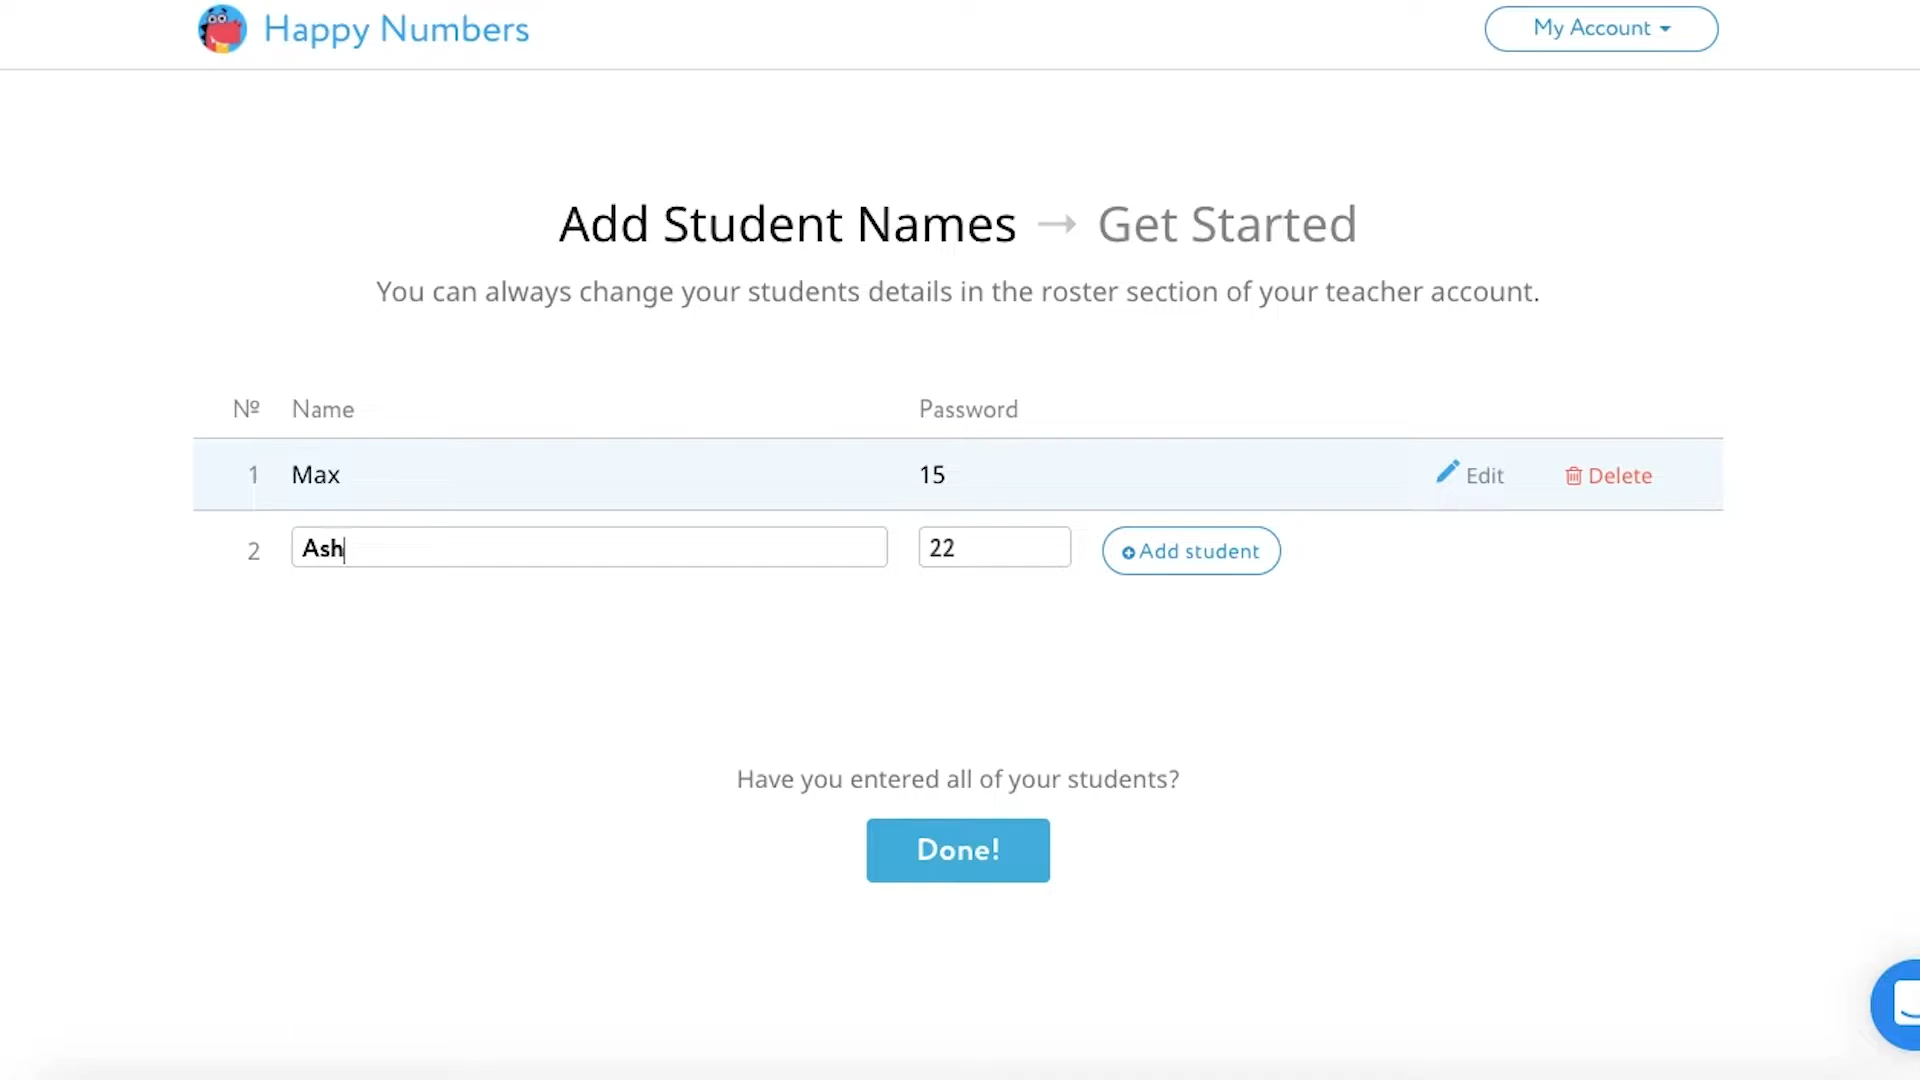 Happy Numbers
My Account
Add Student Names → Get Started
You can always change your students details in the roster section of your teacher account.
№ Name Password
1 Max 15 Edit Delete
2 Ash 22 Add student
Have you entered all of your students?
Done!